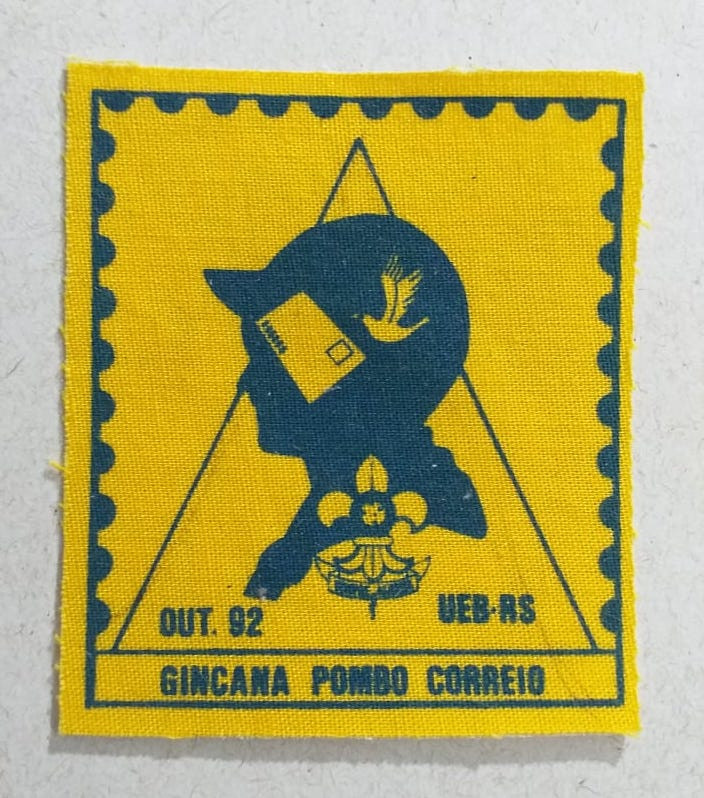 OUT. 92
UEB·RS
GINCANA POMBO CORREIO